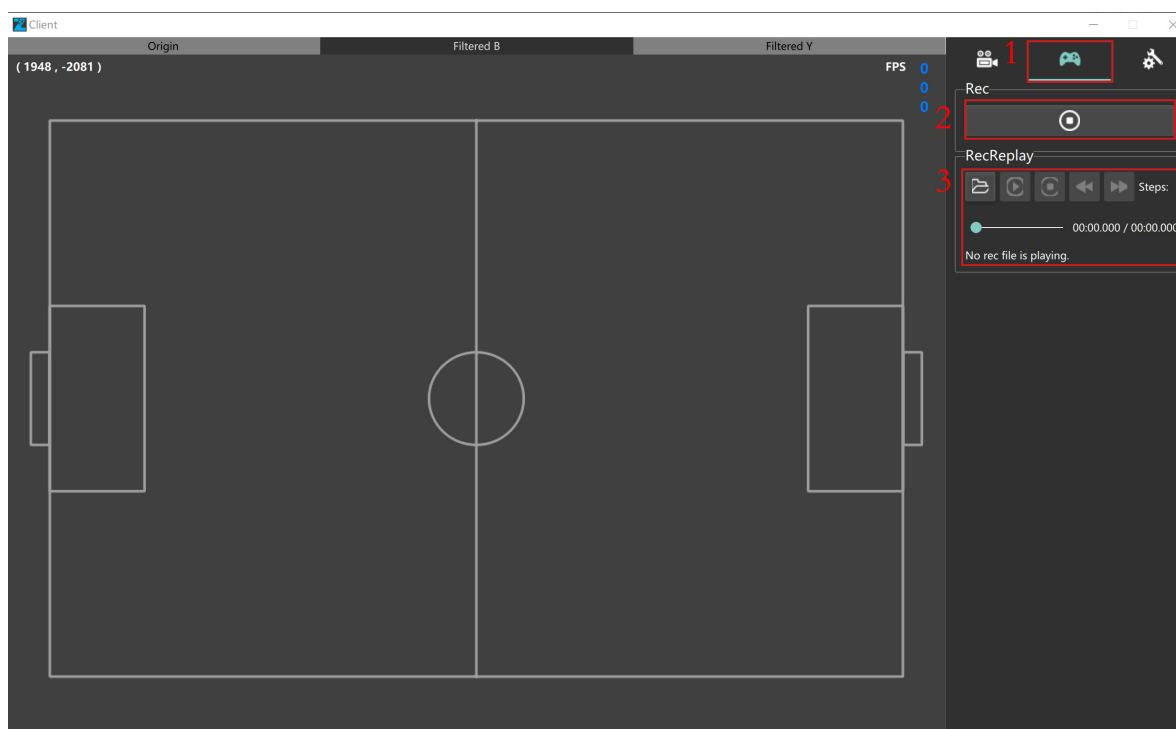 Client
Origin
Filtered B
Filtered Y
( 1948 , -2081 )
FPS
0
0
0
1
Rec
2
RecReplay
3
Steps:
00:00.000 / 00:00.000
No rec file is playing.